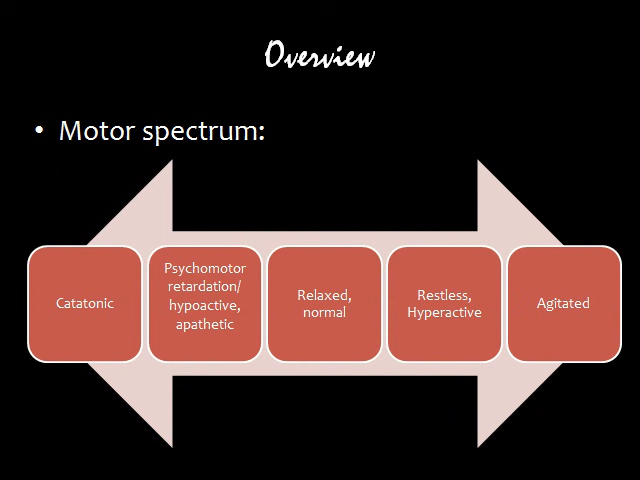 Overview
• Motor spectrum:
Catatonic
Psychomotor
retardation/
hypoactive,
apathetic
Relaxed,
normal
Restless,
Hyperactive
Agitated